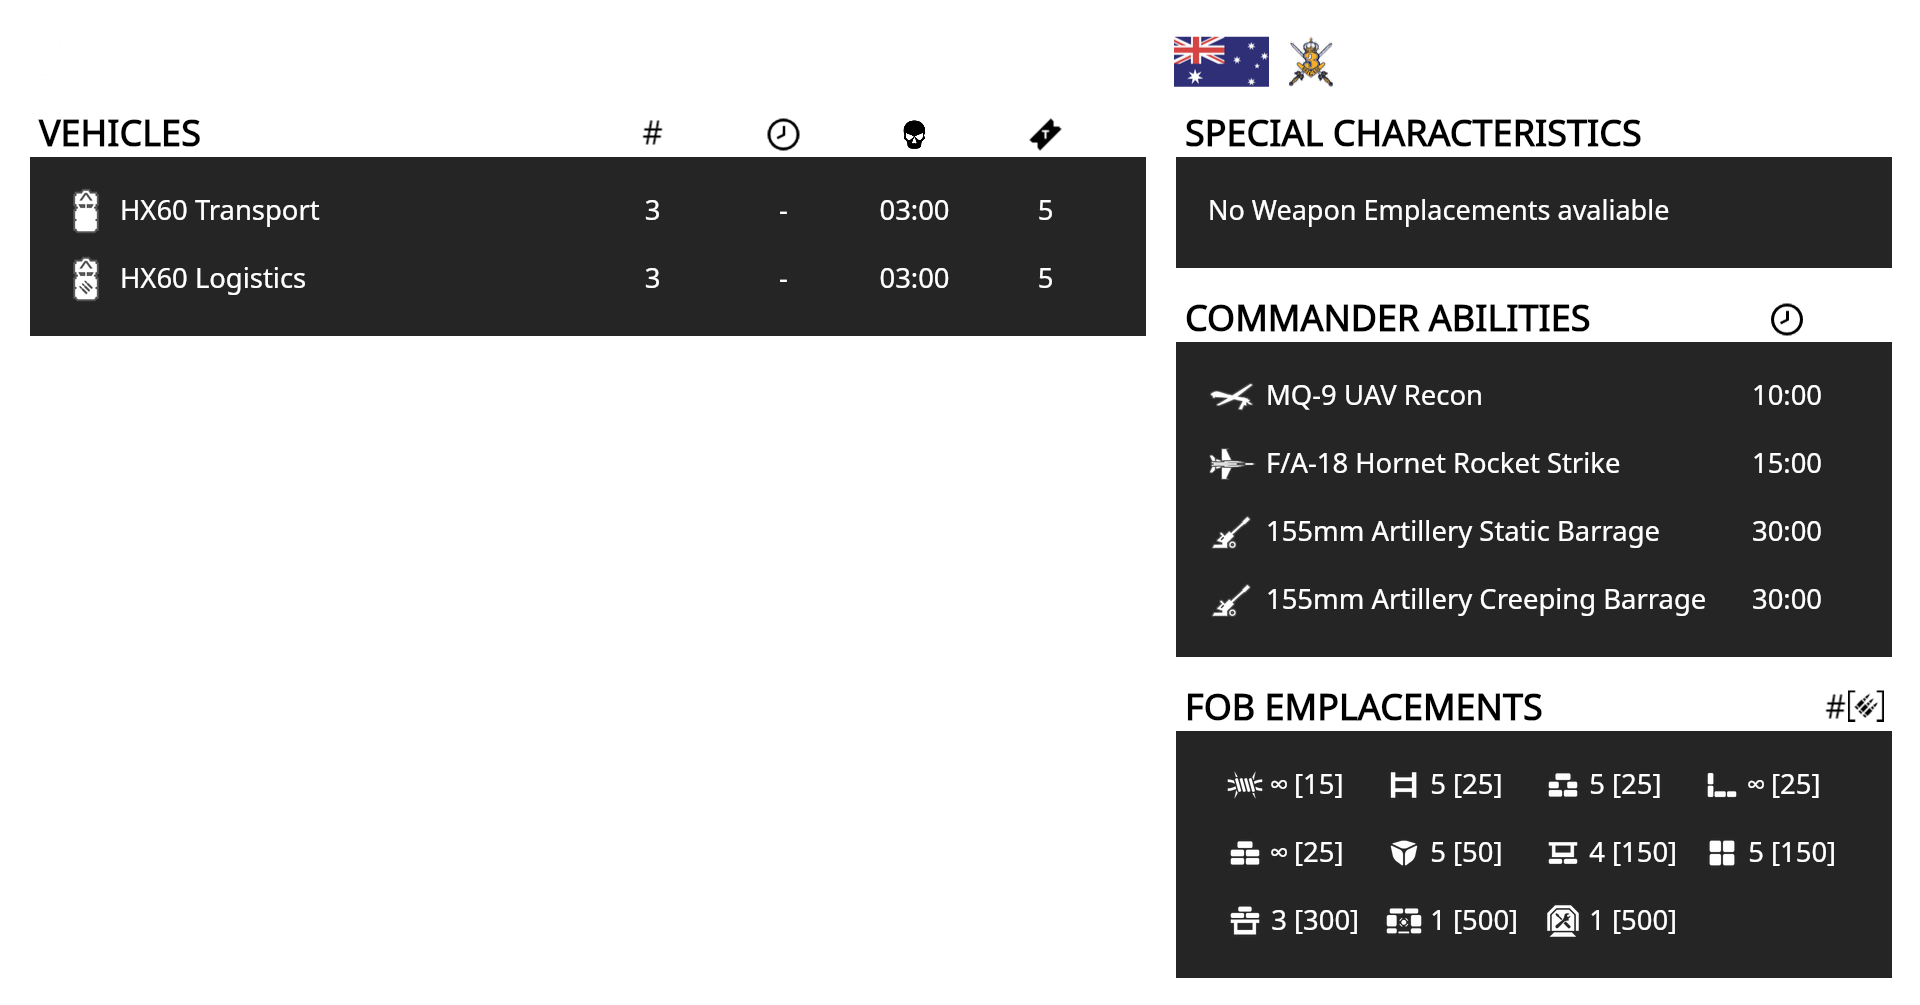 VEHICLES #
HX60 Transport 3 - 03:00 5
HX60 Logistics 3 - 03:00 5
SPECIAL CHARACTERISTICS
No Weapon Emplacements avaliable
COMMANDER ABILITIES
MQ-9 UAV Recon 10:00
F/A-18 Hornet Rocket Strike 15:00
155mm Artillery Static Barrage 30:00
155mm Artillery Creeping Barrage 30:00
FOB EMPLACEMENTS #[]
∞ [15] 5 [25] 5 [25] ∞ [25]
∞ [25] 5 [50] 4 [150] 5 [150]
3 [300] 1 [500] 1 [500]